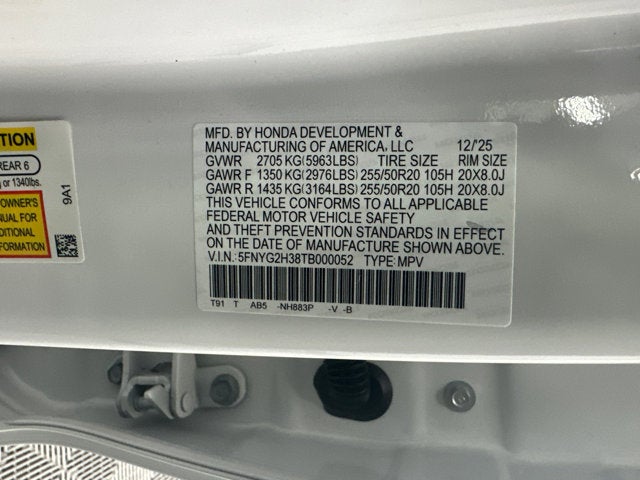 TION
REAR 6
or 1340lbs.
OWNER'S
NUAL FOR
DITIONAL
FORMATION
9A1
MFD. BY HONDA DEVELOPMENT &
MANUFACTURING OF AMERICA, LLC 12/25
GVWR 2705 KG(5963LBS) TIRE SIZE RIM SIZE
GAWR F 1350 KG(2976LBS) 255/50R20 105H 20X8.0J
GAWR R 1435 KG(3164LBS) 255/50R20 105H 20X8.0J
THIS VEHICLE CONFORMS TO ALL APPLICABLE
FEDERAL MOTOR VEHICLE SAFETY
AND THEFT PREVENTION STANDARDS IN EFFECT
ON THE DATE OF MANUFACTURE SHOWN ABOVE.
V.I.N.: 5FNYG2H38TB000052 TYPE: MPV
T91 T AB5 -NH883P -V -B